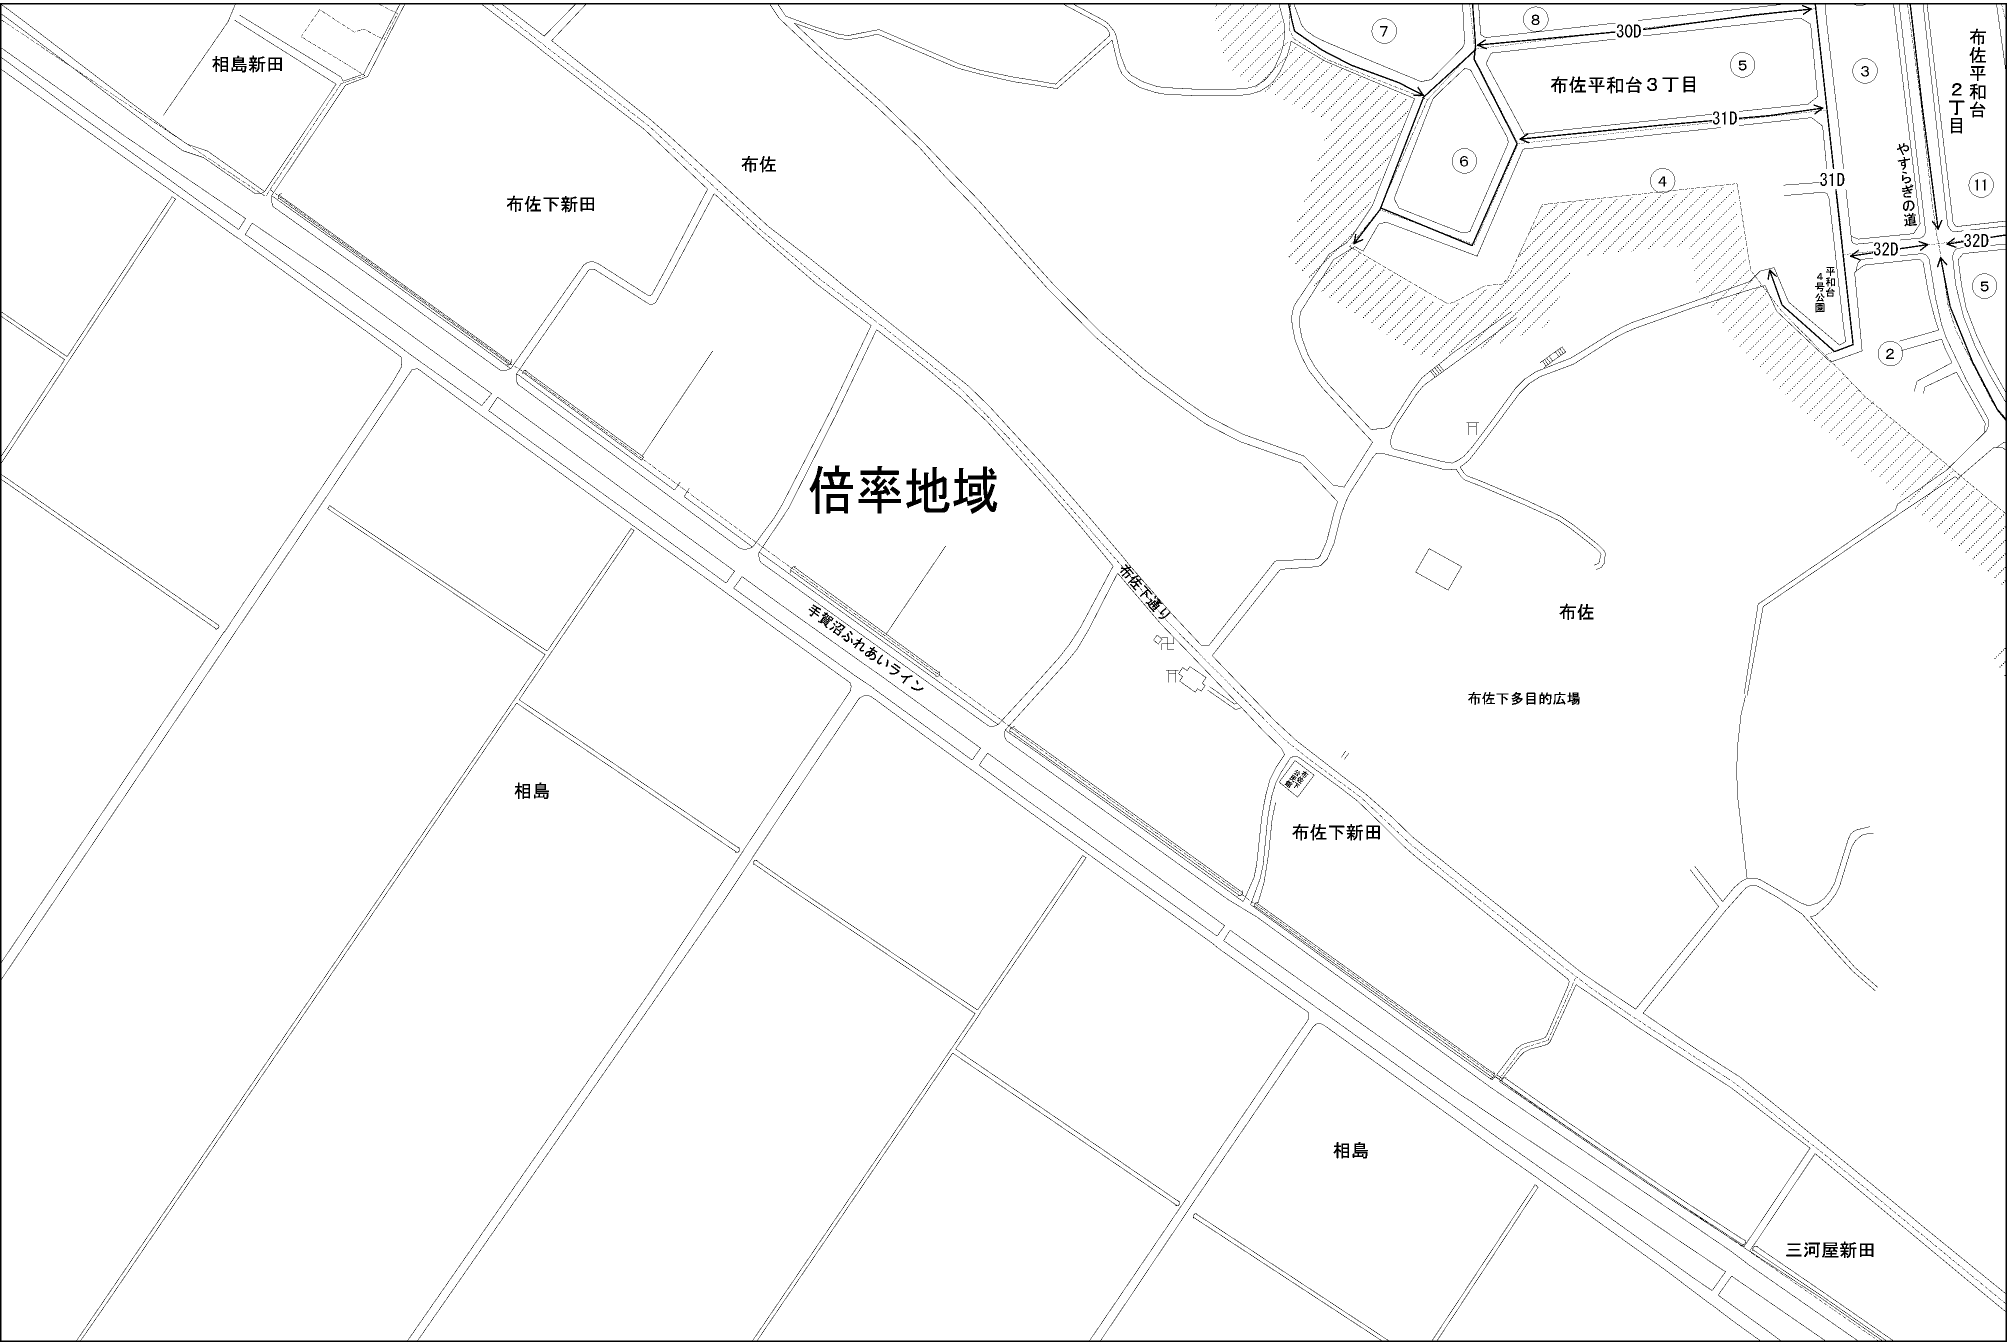 7
8
30D
布佐平和台３丁目
5
3
布佐平和台
２丁目
相島新田
31D
布佐
6
4
31D
やすらぎの道
11
布佐下新田
32D
32D
平和台
４号公園
5
2
倍率地域
布佐下通り
手賀沼ふれあいライン
布佐
布佐下多目的広場
相島
布佐下新田
相島
三河屋新田